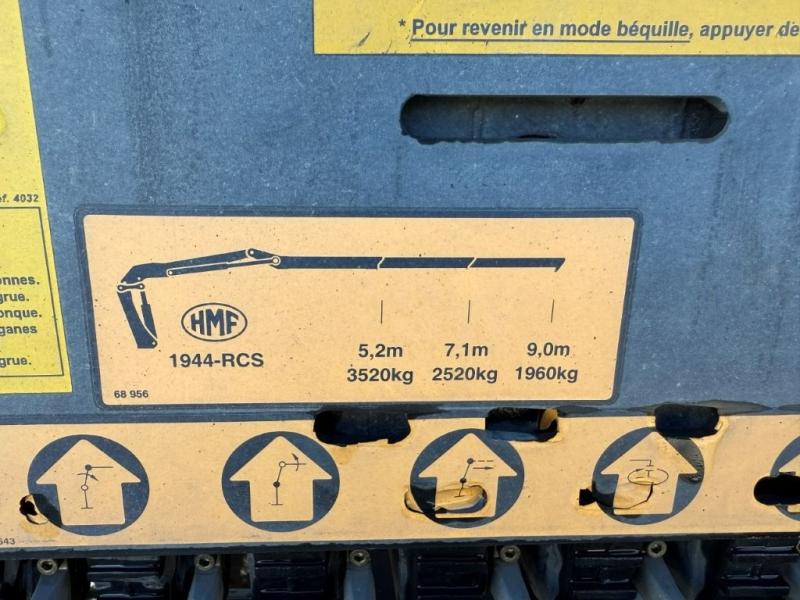 * Pour revenir en mode béquille, appuyer de
éf. 4032
onnes.
grue.
onque.
ganes
grue.
HMF
1944-RCS
5,2m 7,1m 9,0m
3520kg 2520kg 1960kg
68 956
643